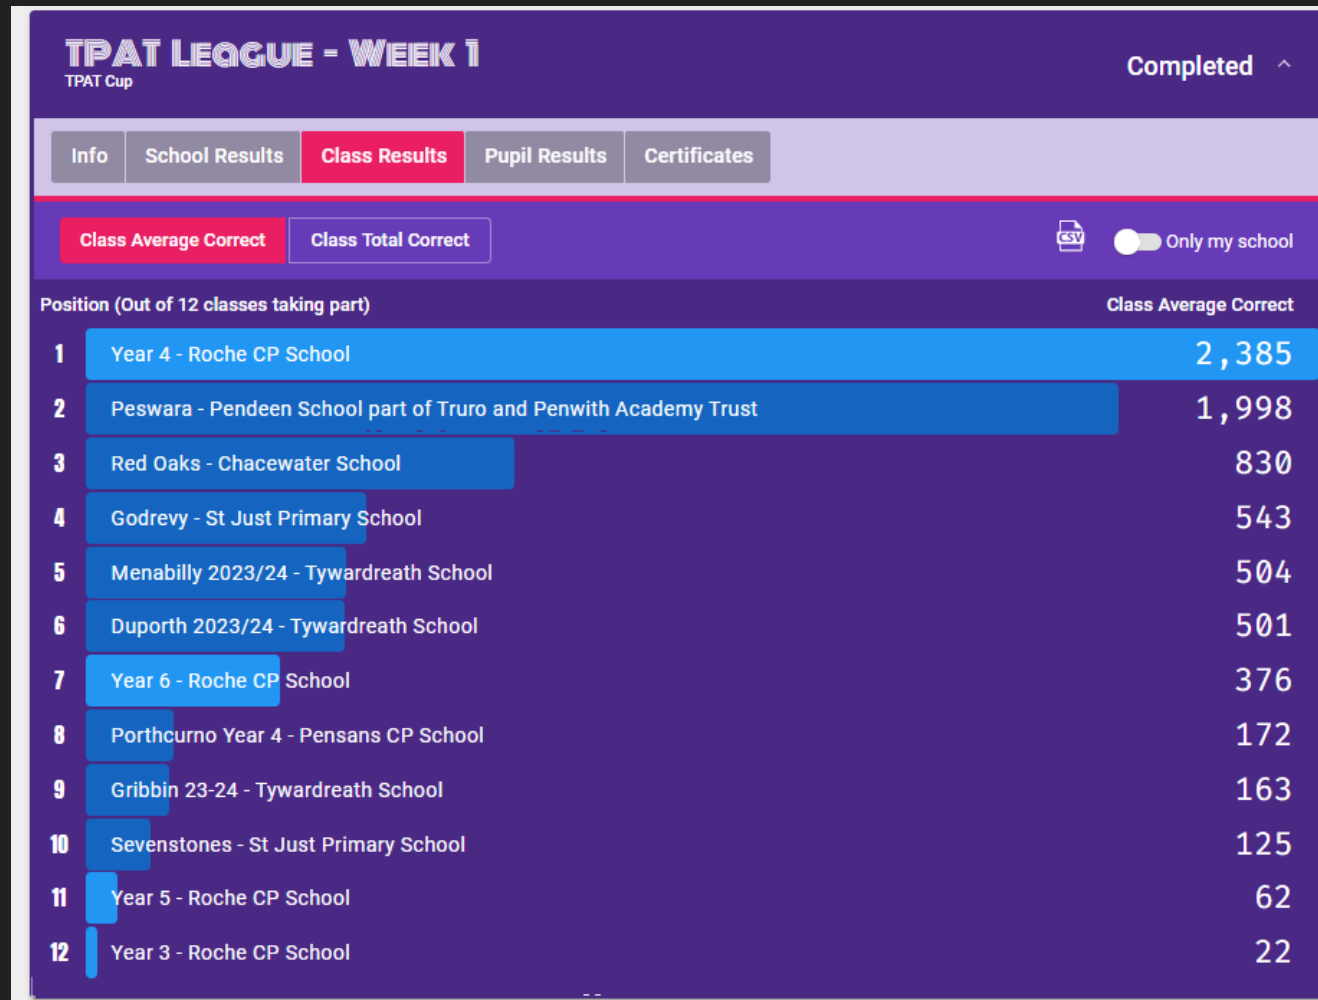 TPAT League - Week 1
TPAT Cup
Completed
Info School Results Class Results Pupil Results Certificates
Class Average Correct Class Total Correct CSV Only my school
Position (Out of 12 classes taking part) Class Average Correct
1 Year 4 - Roche CP School 2,385
2 Peswara - Pendeen School part of Truro and Penwith Academy Trust 1,998
3 Red Oaks - Chacewater School 830
4 Godrevy - St Just Primary School 543
5 Menabilly 2023/24 - Tywardreath School 504
6 Duporth 2023/24 - Tywardreath School 501
7 Year 6 - Roche CP School 376
8 Porthcurno Year 4 - Pensans CP School 172
9 Gribbin 23-24 - Tywardreath School 163
10 Sevenstones - St Just Primary School 125
11 Year 5 - Roche CP School 62
12 Year 3 - Roche CP School 22